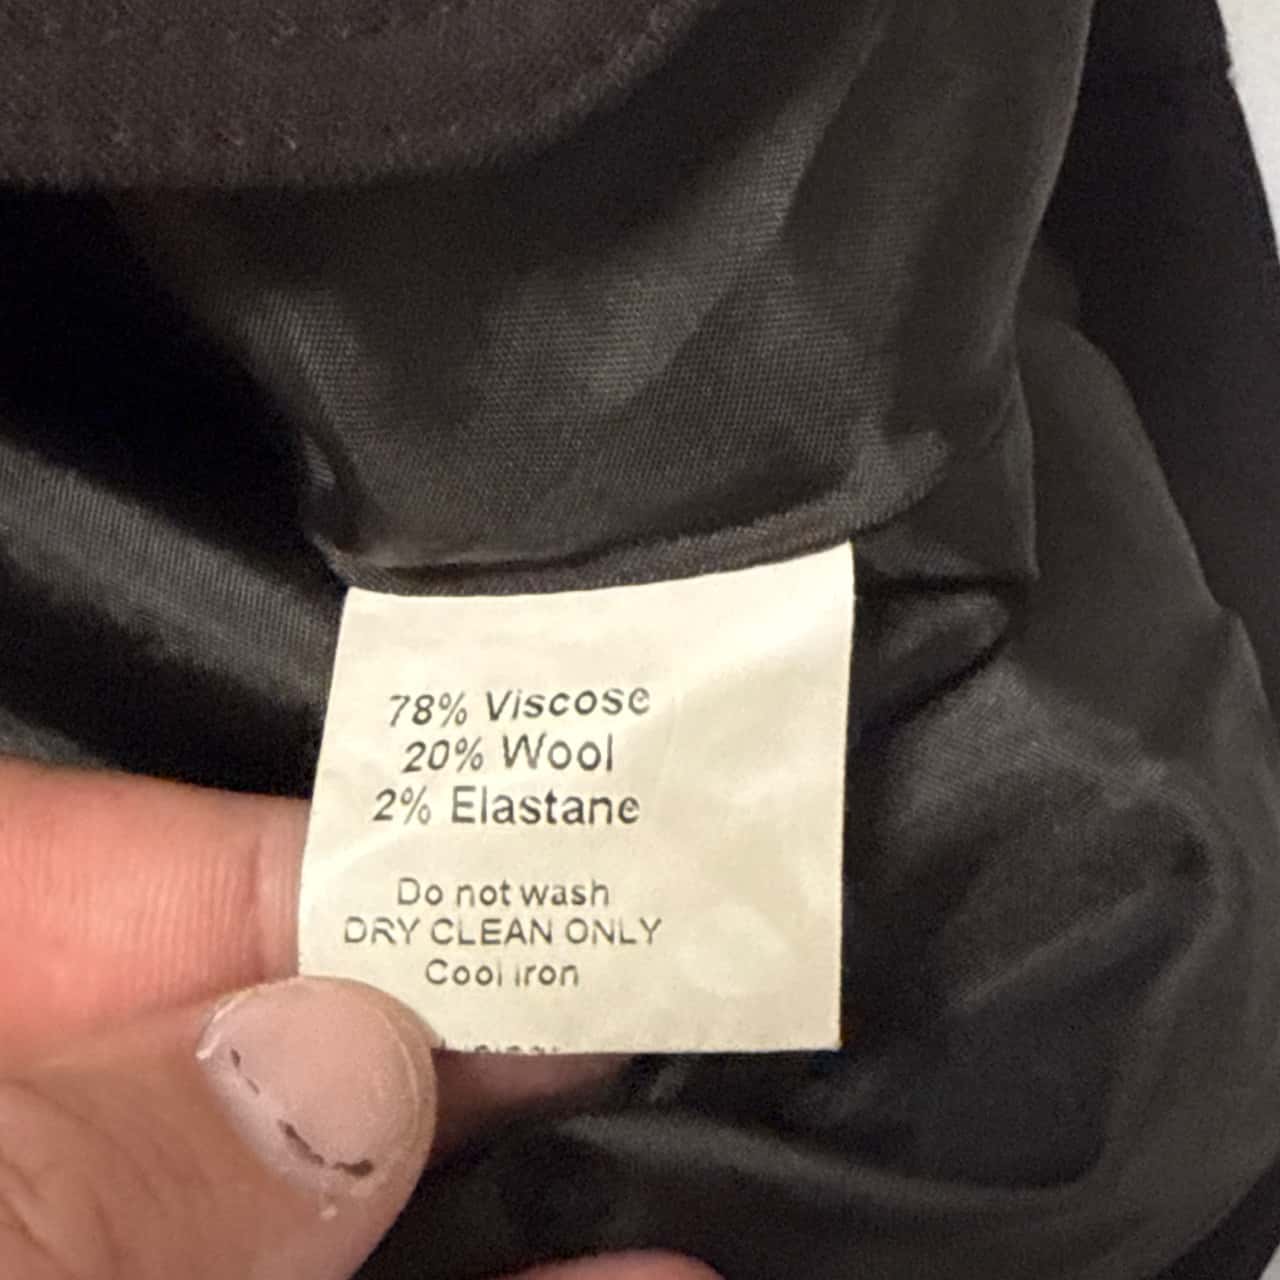 78% Viscose
20% Wool
2% Elastane
Do not wash
DRY CLEAN ONLY
Cool iron